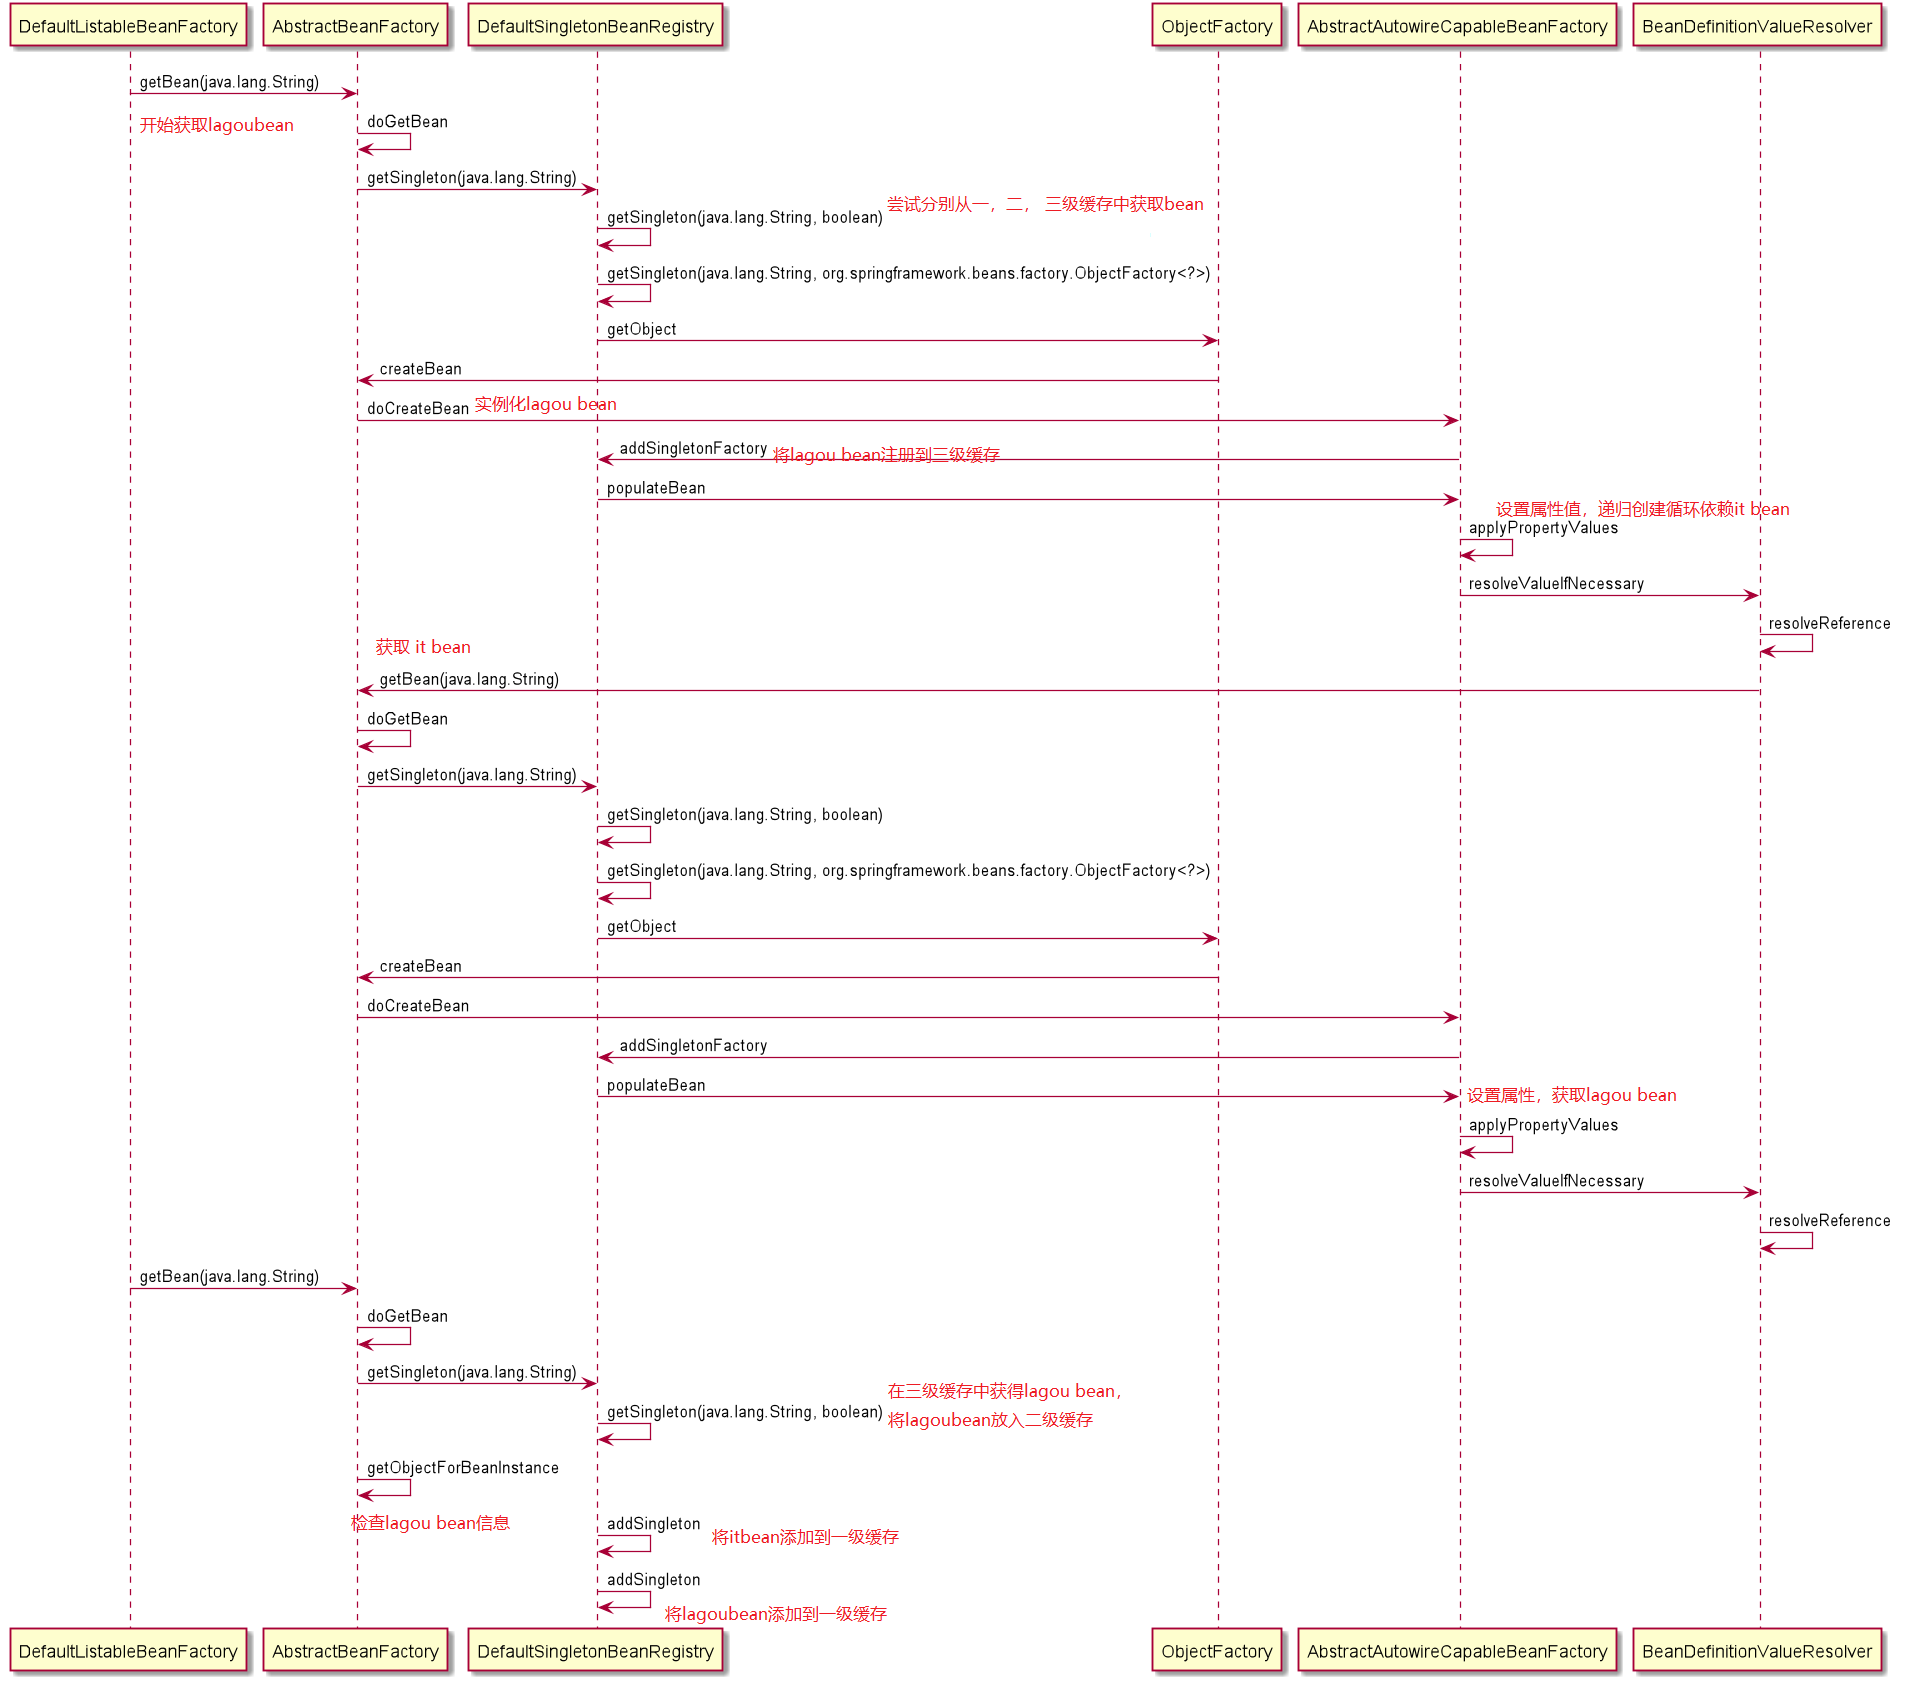 DefaultListableBeanFactory
AbstractBeanFactory
DefaultSingletonBeanRegistry
ObjectFactory
AbstractAutowireCapableBeanFactory
BeanDefinitionValueResolver
getBean(java.lang.String)
开始获取lagoubean
doGetBean
getSingleton(java.lang.String)
尝试分别从一，二， 三级缓存中获取bean
getSingleton(java.lang.String, boolean)
getSingleton(java.lang.String, org.springframework.beans.factory.ObjectFactory<?>)
getObject
createBean
doCreateBean
实例化lagou bean
addSingletonFactory
将lagou bean注册到三级缓存
populateBean
设置属性值，递归创建循环依赖it bean
applyPropertyValues
resolveValueIfNecessary
resolveReference
获取 it bean
getBean(java.lang.String)
doGetBean
getSingleton(java.lang.String)
getSingleton(java.lang.String, boolean)
getSingleton(java.lang.String, org.springframework.beans.factory.ObjectFactory<?>)
getObject
createBean
doCreateBean
addSingletonFactory
populateBean
设置属性，获取lagou bean
applyPropertyValues
resolveValueIfNecessary
resolveReference
getBean(java.lang.String)
doGetBean
getSingleton(java.lang.String)
在三级缓存中获得lagou bean，
getSingleton(java.lang.String, boolean)
将lagoubean放入二级缓存
getObjectForBeanInstance
检查lagou bean信息
addSingleton
将itbean添加到一级缓存
addSingleton
将lagoubean添加到一级缓存
DefaultListableBeanFactory
AbstractBeanFactory
DefaultSingletonBeanRegistry
ObjectFactory
AbstractAutowireCapableBeanFactory
BeanDefinitionValueResolver